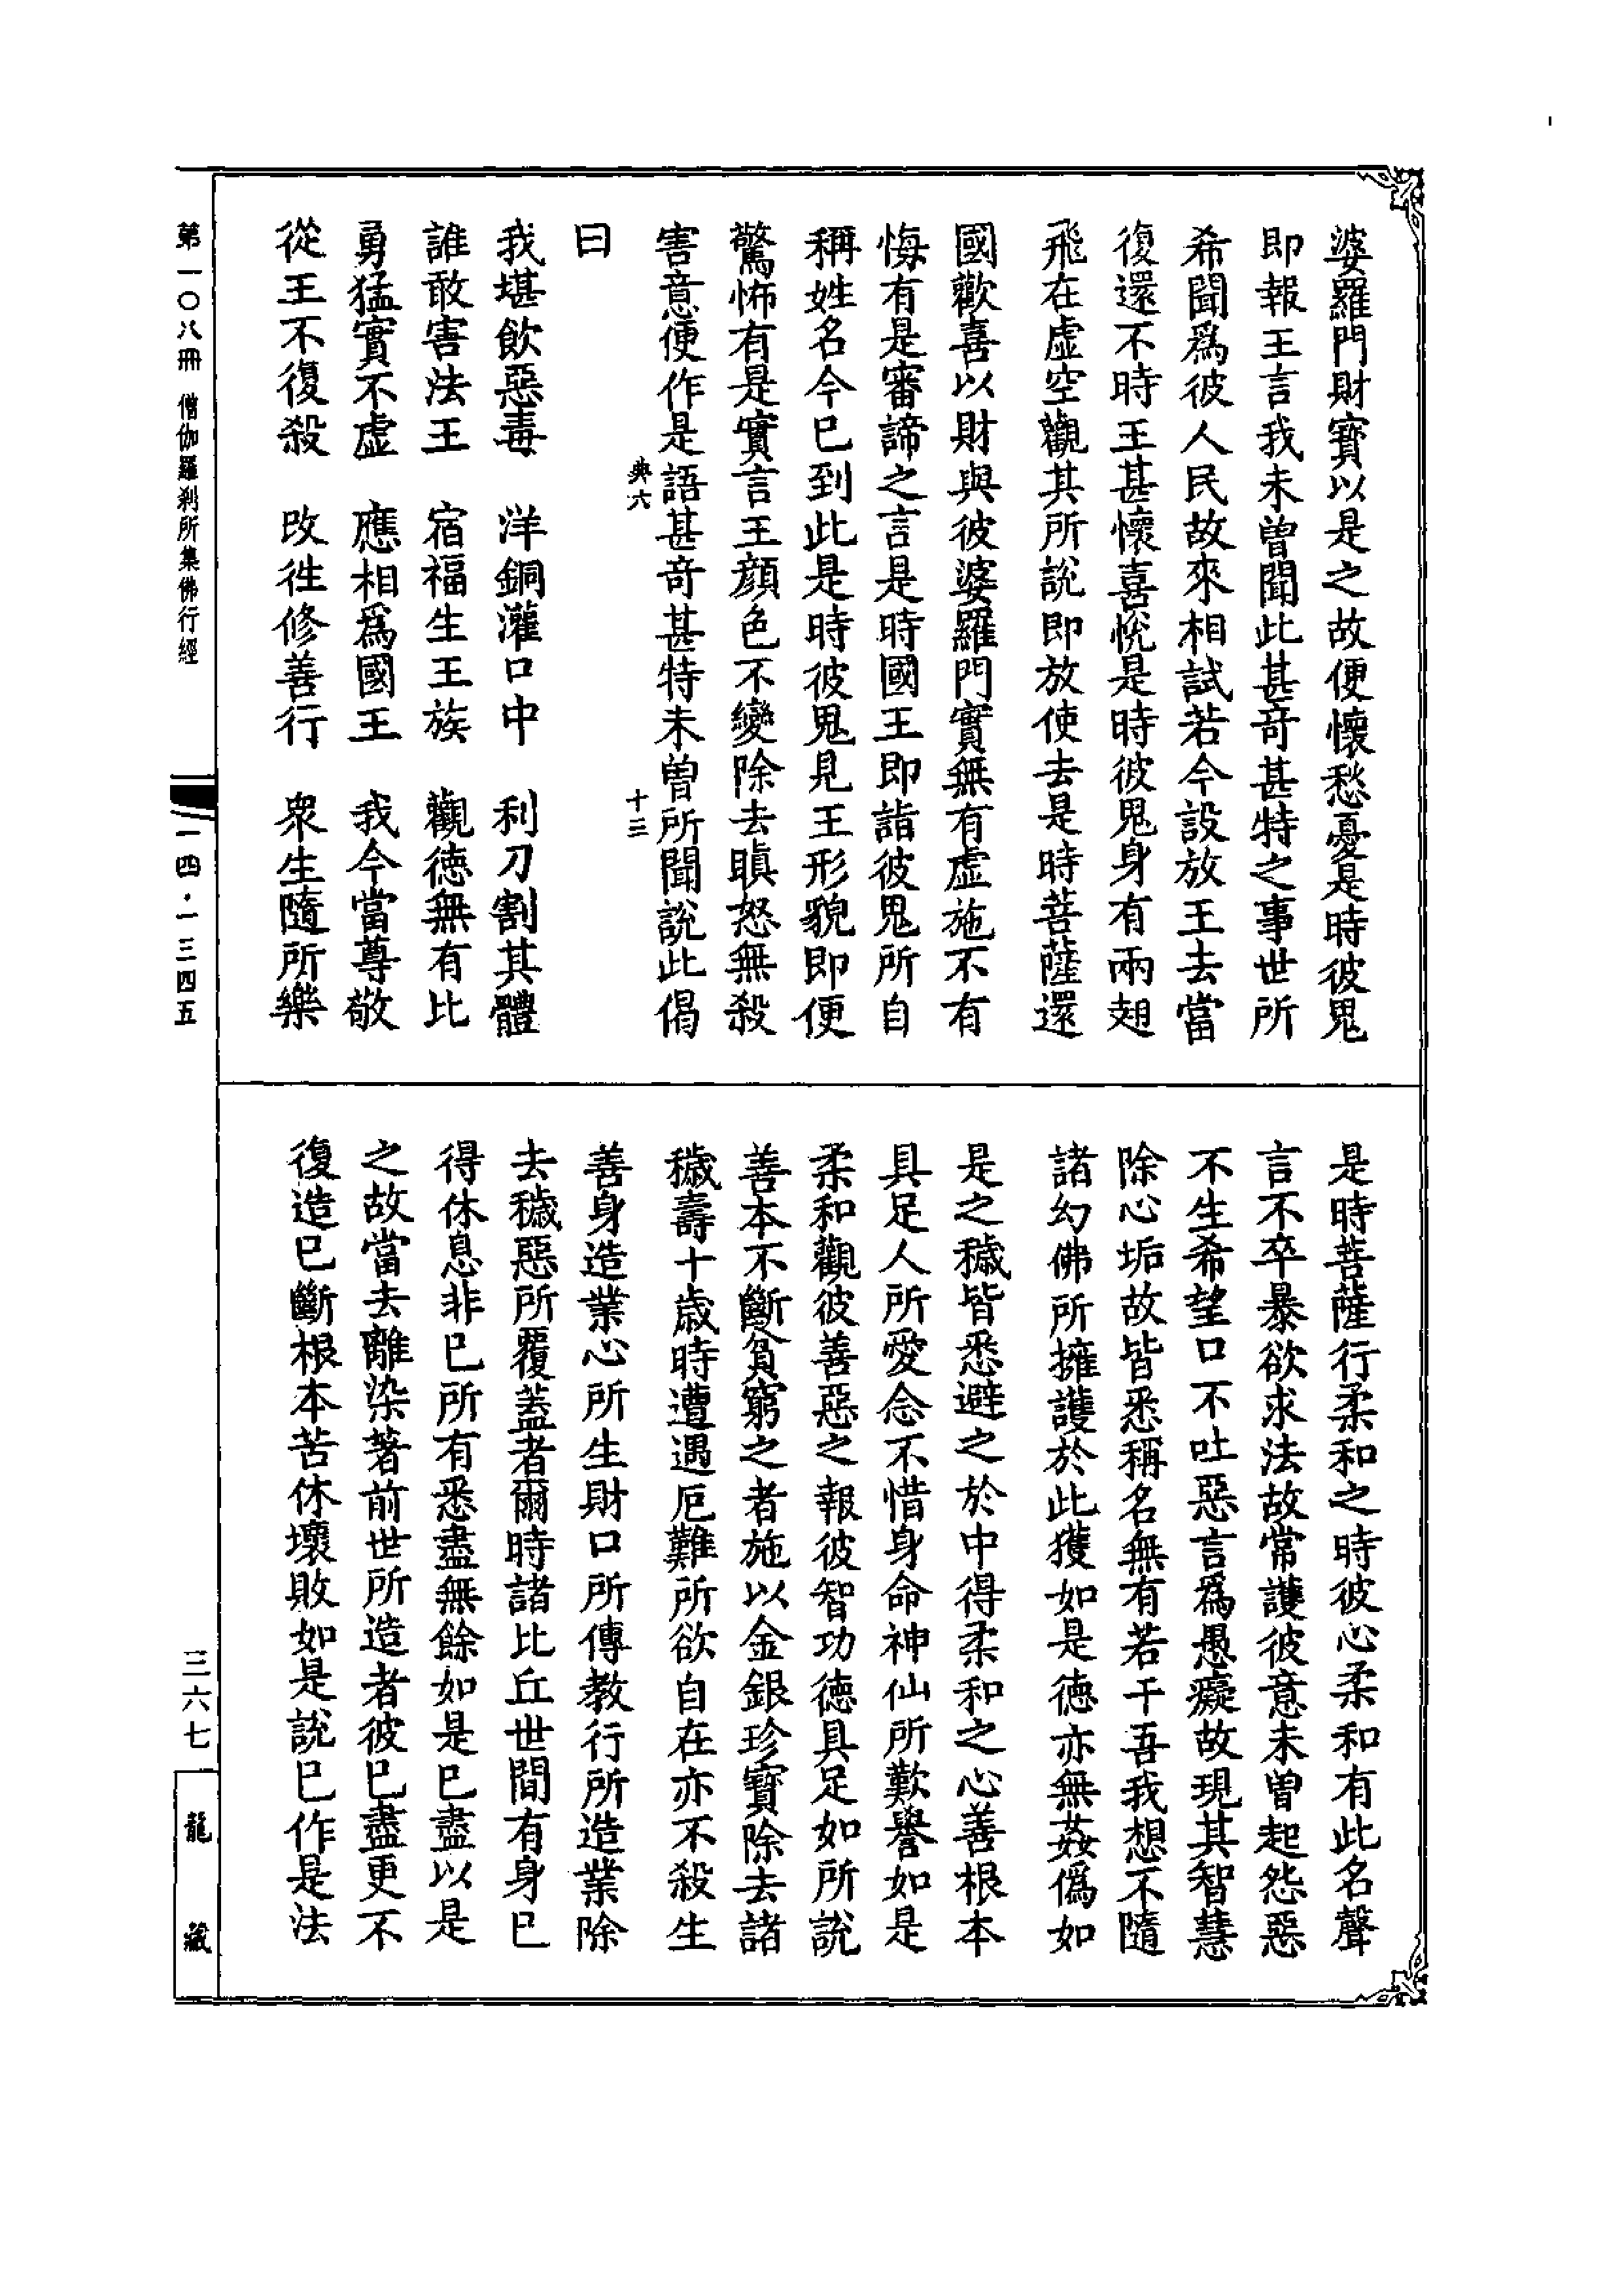 婆羅門財寳以是之故便懷愁憂是時彼鬼
即報王言我未曾聞此甚竒甚特之事世所
希聞爲彼人民故來相試若今設放王去當
復還不時王甚懷喜恱是時彼鬼身有兩翅
飛在虛空觀其所說即放使去是時菩薩還
國歡喜以財與彼婆羅門實無有虛施不有
悔有是審諦之言是時國王即詣彼鬼所自
稱姓名今巳到此是時彼鬼見王形貌即便
驚怖有是實言王顔色不變除去瞋怒無殺
害意便作是語甚竒甚特未曾所聞說此偈
典六 十三
曰
我堪飲惡毒 洋銅灌口中 利刀割其體
誰敢害法王 宿福生王族 觀德無有比
勇猛實不虛 應相爲國王 我今當尊敬
從王不復殺 改徃修善行 衆生隨所樂
是時菩薩行柔和之時彼心柔和有此名聲
言不卒暴欲求法故常護彼意未曾起怨惡
不生希望口不吐惡言爲愚癡故現其智慧
除心垢故皆悉稱名無有若干吾我想不隨
諸幻佛所擁護於此獲如是德亦無姦僞如
是之穢皆悉避之於中得柔和之心善根本
具足人所愛念不惜身命神仙所歎譽如是
柔和觀彼善惡之報彼智功德具足如所說
善本不斷貧窮之者施以金銀珍寳除去諸
穢壽十歲時遭遇厄難所欲自在亦不殺生
善身造業心所生財口所傳教行所造業除
去穢惡所覆蓋者爾時諸比丘世間有身巳
得休息非巳所有悉盡無餘如是巳盡以是
之故當去離染著前世所造者彼巳盡更不
復造巳斷根本苦休壞敗如是說巳作是法
第一〇八冊 僧伽羅刹所集佛行經
一四·一三四五
三六七
龍藏